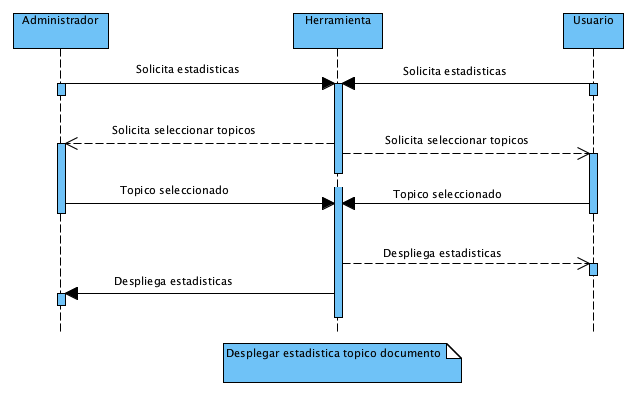 Administrador
Herramienta
Usuario
Solicita estadisticas
Solicita estadisticas
Solicita seleccionar topicos
Solicita seleccionar topicos
Topico seleccionado
Topico seleccionado
Despliega estadisticas
Despliega estadisticas
Desplegar estadistica topico documento